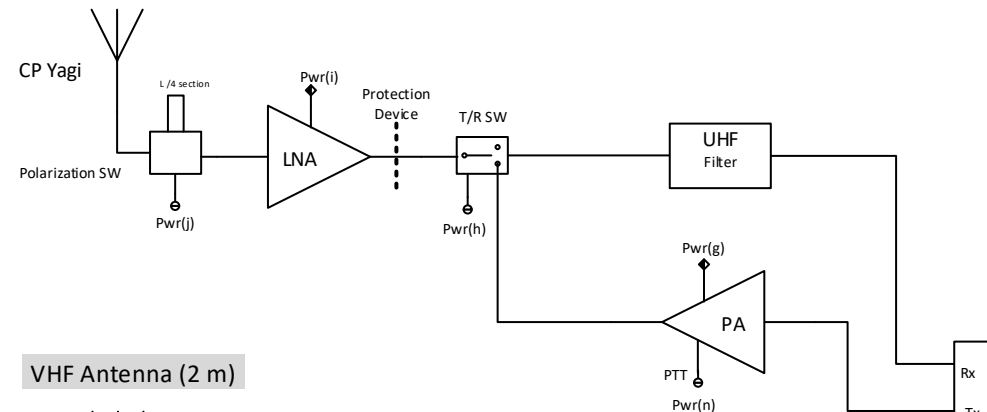 CP Yagi
L/4 section
Polarization SW
Pwr(j)
Pwr(i)
LNA
Protection
Device
T/R SW
Pwr(h)
UHF
Filter
Pwr(g)
PA
PTT
Pwr(n)
Rx
Tx
VHF Antenna (2 m)